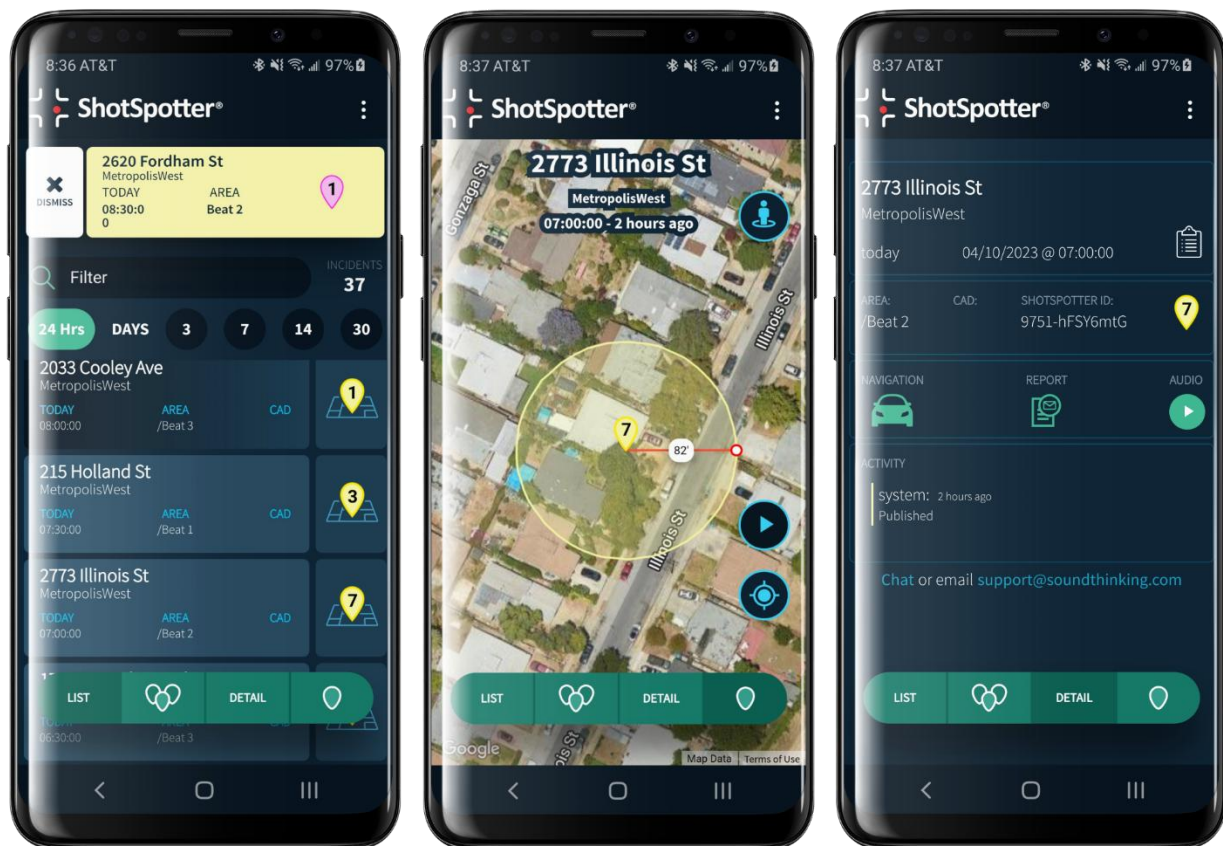 8:36 AT&T 97%
ShotSpotter®
DISMISS
2620 Fordham St
MetropolisWest
TODAY AREA
08:30:0 Beat 2
0
1
Filter
INCIDENTS
37
24 Hrs DAYS 3 7 14 30
2033 Cooley Ave
MetropolisWest
TODAY AREA CAD
08:00:00 /Beat 3
1
215 Holland St
MetropolisWest
TODAY AREA CAD
07:30:00 /Beat 1
3
2773 Illinois St
MetropolisWest
TODAY AREA CAD
07:00:00 /Beat 2
7
LIST DETAIL
06:30:00 /Beat 3
8:37 AT&T 97%
ShotSpotter®
2773 Illinois St
MetropolisWest
07:00:00 - 2 hours ago
Gonzaga St
Illinois St
7
82'
Illinois St
LIST DETAIL
Google
ois St
Map Data Terms of Use
8:37 AT&T 97%
ShotSpotter®
2773 Illinois St
MetropolisWest
today 04/10/2023 @ 07:00:00
AREA: CAD: SHOTSPOTTER ID:
/Beat 2 9751-hFSY6mtG
7
NAVIGATION REPORT AUDIO
ACTIVITY
system: 2 hours ago
Published
Chat or email support@soundthinking.com
LIST DETAIL